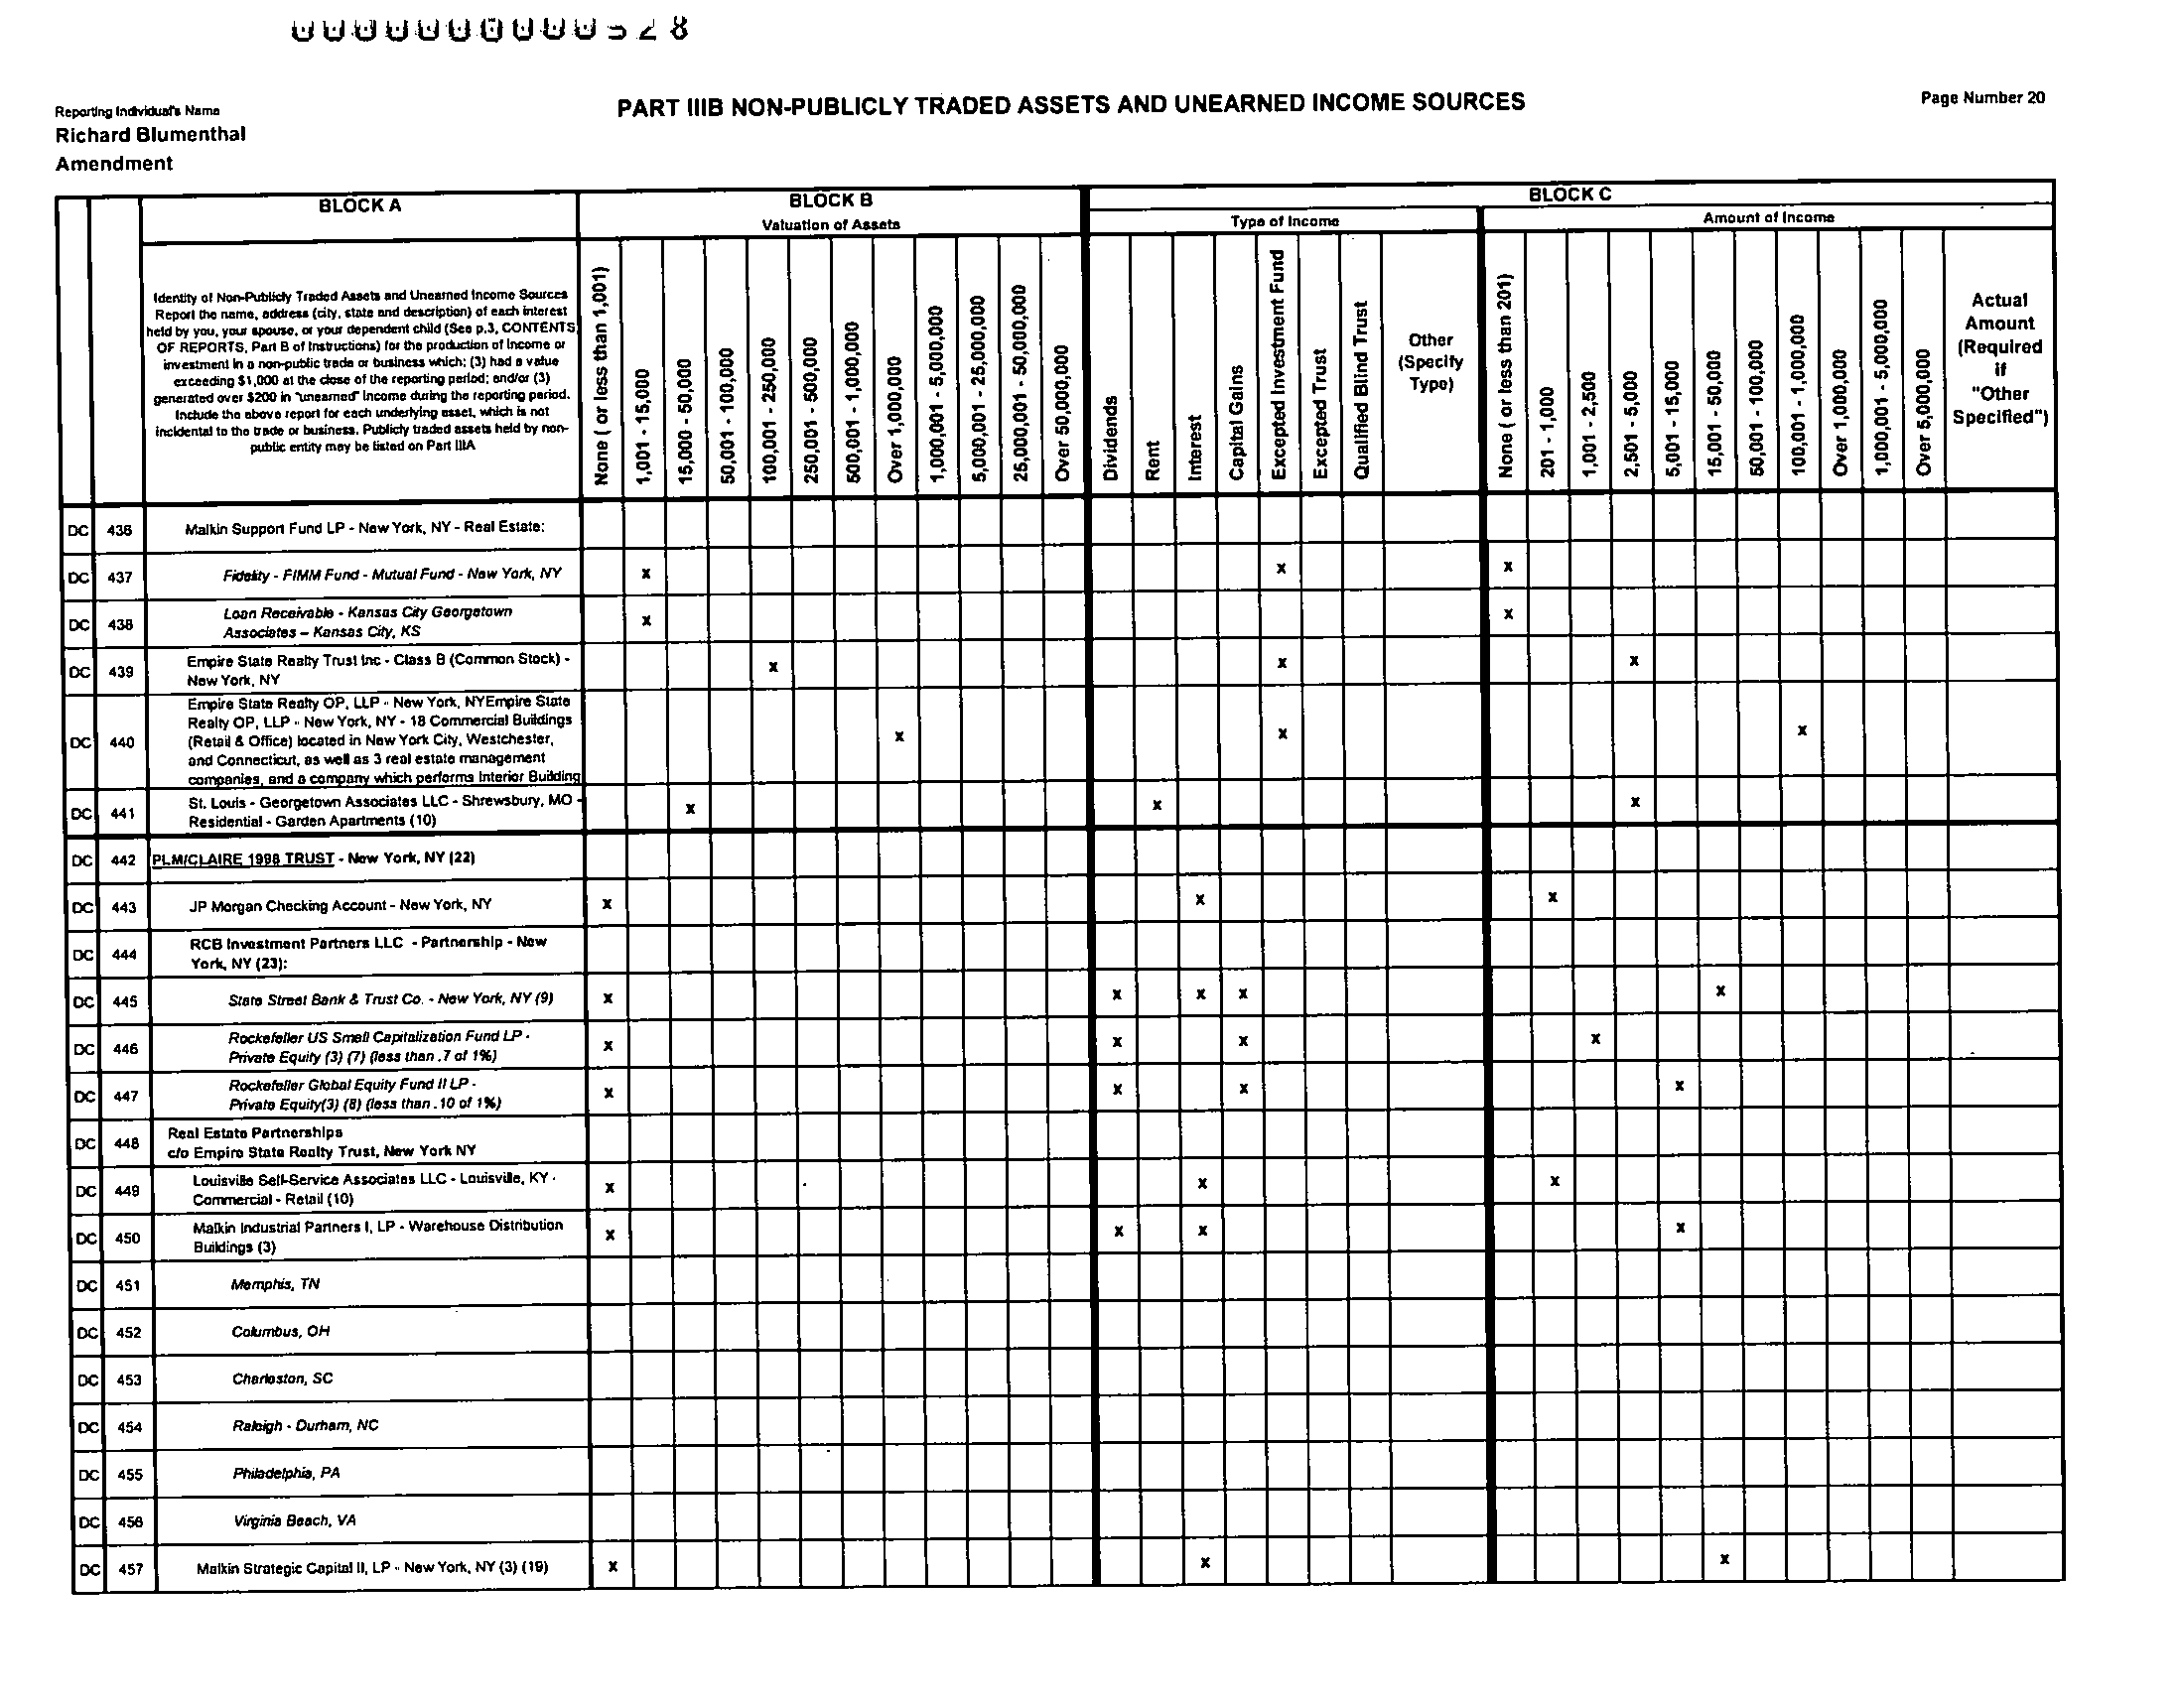 000000000528
Reporting Individual's Name
Richard Blumenthal
Amendment
PART IIIB NON-PUBLICLY TRADED ASSETS AND UNEARNED INCOME SOURCES
Page Number 20
BLOCK A
BLOCK B
Valuation of Assets
BLOCK C
Type of Income
Amount of Income
Identity of Non-Publicly Traded Assets and Unearned Income Sources
Report the name, address (city, state and description) of each interest
held by you, your spouse, or your dependent child (See p.3, CONTENTS
OF REPORTS, Part B of Instructions) for the production of Income or
investment in a non-public trade or business which: (3) had a value
exceeding $1,000 at the close of the reporting period; and/or (3)
generated over $200 in "unearned" Income during the reporting period.
Include the above report for each underlying asset, which is not
incidental to the trade or business. Publicly traded assets held by non-
public entity may be listed on Part IIIA
None ( or less than 1,001)
1,001 - 15,000
15,000 - 50,000
50,001 - 100,000
100,001 - 250,000
250,001 - 500,000
500,001 - 1,000,000
Over 1,000,000
1,000,001 - 5,000,000
5,000,001 - 25,000,000
25,000,001 - 50,000,000
Over 50,000,000
Dividends
Rent
Interest
Capital Gains
Excepted Investment Fund
Excepted Trust
Qualified Blind Trust
Other
(Specify
Type)
None ( or less than 201)
201 - 1,000
1,001 - 2,500
2,501 - 5,000
5,001 - 15,000
15,001 - 50,000
50,001 - 100,000
100,001 - 1,000,000
Over 1,000,000
1,000,001 - 5,000,000
Over 5,000,000
Actual
Amount
(Required
if
"Other
Specified")
DC 436 Malkin Support Fund LP - New York, NY - Real Estate:
DC 437 Fidelity - FIMM Fund - Mutual Fund - New York, NY x x x
DC 438 Loan Receivable - Kansas City Georgetown
Associates – Kansas City, KS x x
DC 439 Empire State Realty Trust Inc - Class B (Common Stock) -
New York, NY x x x
DC 440 Empire State Realty OP, LLP - New York, NYEmpire State
Realty OP, LLP - New York, NY - 18 Commercial Buildings
(Retail & Office) located in New York City, Westchester,
and Connecticut, as well as 3 real estate management
companies, and a company which performs Interior Building x x x
DC 441 St. Louis - Georgetown Associates LLC - Shrewsbury, MO -
Residential - Garden Apartments (10) x x x
DC 442 PLM/CLAIRE 1998 TRUST - New York, NY (22)
DC 443 JP Morgan Checking Account - New York, NY x x x
DC 444 RCB Investment Partners LLC - Partnership - New
York, NY (23):
DC 445 State Street Bank & Trust Co. - New York, NY (9) x x x x x
DC 446 Rockefeller US Small Capitalization Fund LP -
Private Equity (3) (7) (less than .7 of 1%) x x x x
DC 447 Rockefeller Global Equity Fund II LP -
Private Equity(3) (8) (less than .10 of 1%) x x x x
DC 448 Real Estate Partnerships
c/o Empire State Realty Trust, New York NY
DC 449 Louisville Self-Service Associates LLC - Louisville, KY -
Commercial - Retail (10) x x x
DC 450 Malkin Industrial Partners I, LP - Warehouse Distribution
Buildings (3) x x x x
DC 451 Memphis, TN
DC 452 Columbus, OH
DC 453 Charleston, SC
DC 454 Raleigh - Durham, NC
DC 455 Philadelphia, PA
DC 456 Virginia Beach, VA
DC 457 Malkin Strategic Capital II, LP - New York, NY (3) (19) x x x